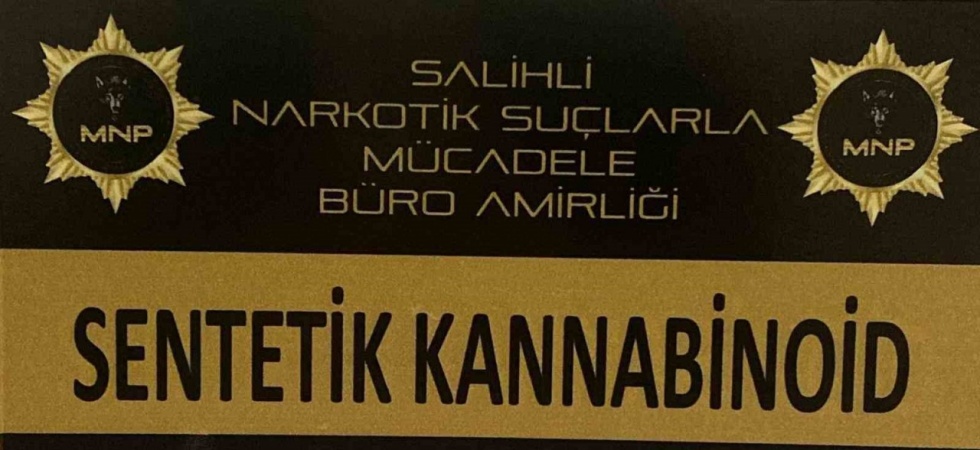 SALİHLİ
MNP NARKOTİK SUÇLARLA MNP
MÜCADELE
BÜRO AMİRLİĞİ
SENTETİK KANNABİNOİD